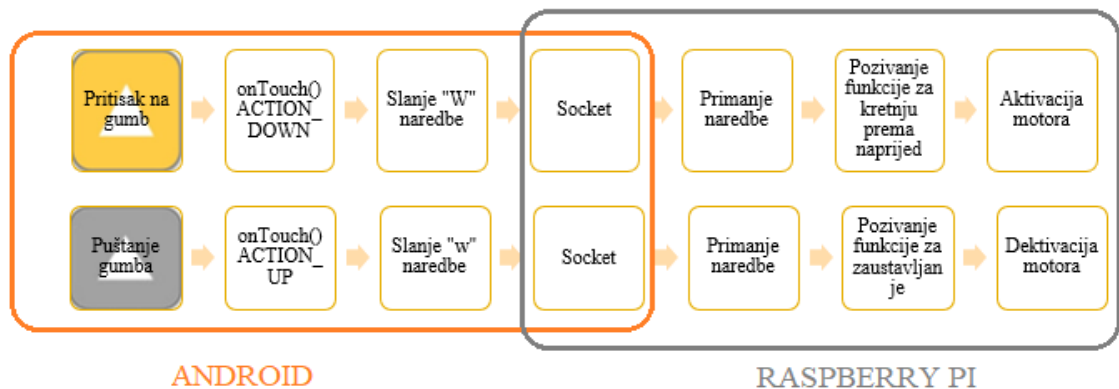 Pritisak na
gumb
onTouch()
ACTION_
DOWN
Slanje "W"
naredbe
Socket
Primanje
naredbe
Pozivanje
funkcije za
kretnju
prema
naprijed
Aktivacija
motora
Puštanje
gumba
onTouch()
ACTION_
UP
Slanje "w"
naredbe
Socket
Primanje
naredbe
Pozivanje
funkcije za
zaustavljan
je
Dektivacija
motora
ANDROID
RASPBERRY PI